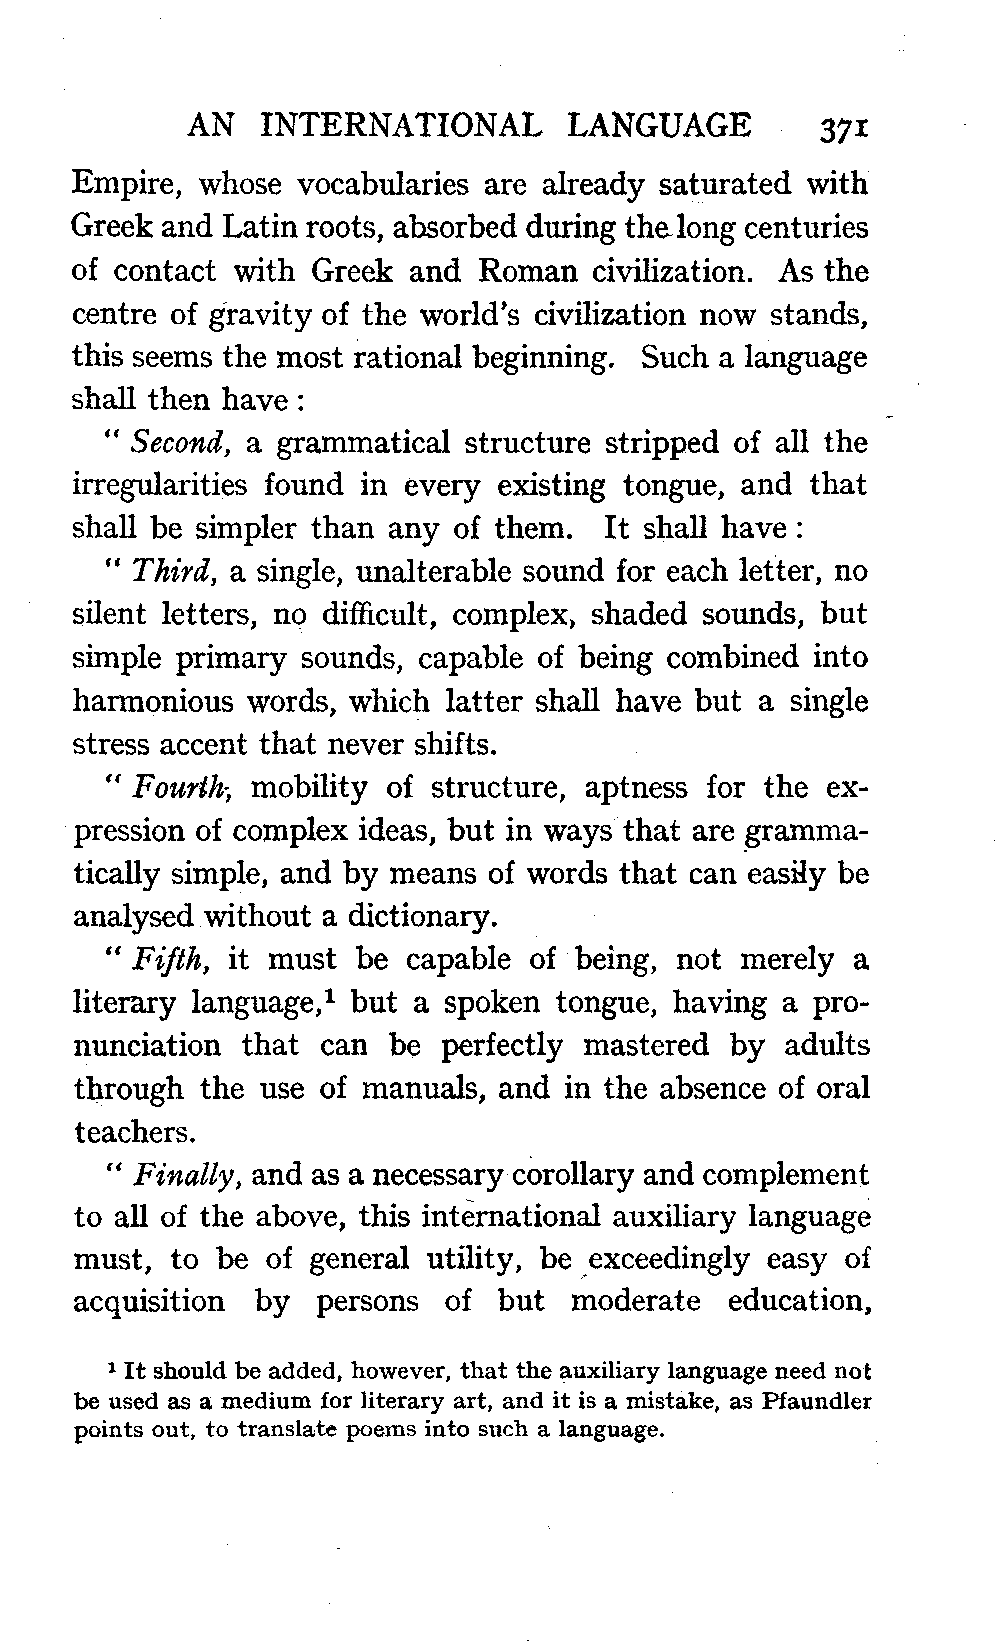 AN INTERNATIONAL LANGUAGE 371
Empire, whose vocabularies are already saturated with
Greek and Latin roots, absorbed during the long centuries
of contact with Greek and Roman civilization. As the
centre of gravity of the world's civilization now stands,
this seems the most rational beginning. Such a language
shall then have :
“ Second, a grammatical structure stripped of all the
irregularities found in every existing tongue, and that
shall be simpler than any of them. It shall have :
“ Third, a single, unalterable sound for each letter, no
silent letters, no difficult, complex, shaded sounds, but
simple primary sounds, capable of being combined into
harmonious words, which latter shall have but a single
stress accent that never shifts.
“ Fourth, mobility of structure, aptness for the ex-
pression of complex ideas, but in ways that are gramma-
tically simple, and by means of words that can easily be
analysed without a dictionary.
“ Fifth, it must be capable of being, not merely a
literary language,¹ but a spoken tongue, having a pro-
nunciation that can be perfectly mastered by adults
through the use of manuals, and in the absence of oral
teachers.
“ Finally, and as a necessary corollary and complement
to all of the above, this international auxiliary language
must, to be of general utility, be exceedingly easy of
acquisition by persons of but moderate education,
¹ It should be added, however, that the auxiliary language need not
be used as a medium for literary art, and it is a mistake, as Pfaundler
points out, to translate poems into such a language.